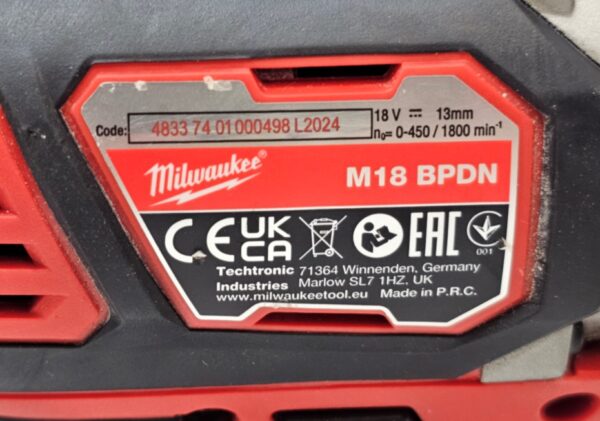 Code: 4833 74 01 000498 L2024
18 V ⎓ 13mm
n₀= 0-450 / 1800 min⁻¹
Milwaukee®
M18 BPDN
CE UK CA EAC 001
Techtronic Industries
71364 Winnenden, Germany
Marlow SL7 1HZ, UK
www.milwaukeetool.eu Made in P.R.C.